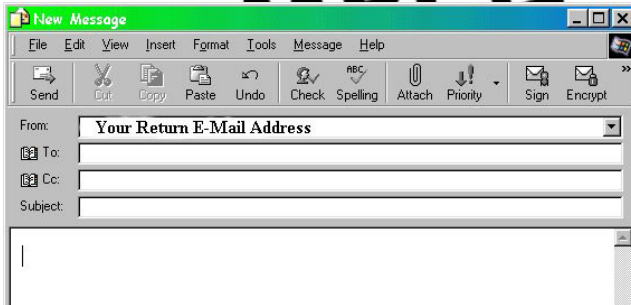 New Message
File Edit View Insert Format Tools Message Help
ABC
Send Cut Copy Paste Undo Check Spelling Attach Priority Sign Encrypt »
From: Your Return E-Mail Address
To:
Cc:
Subject: